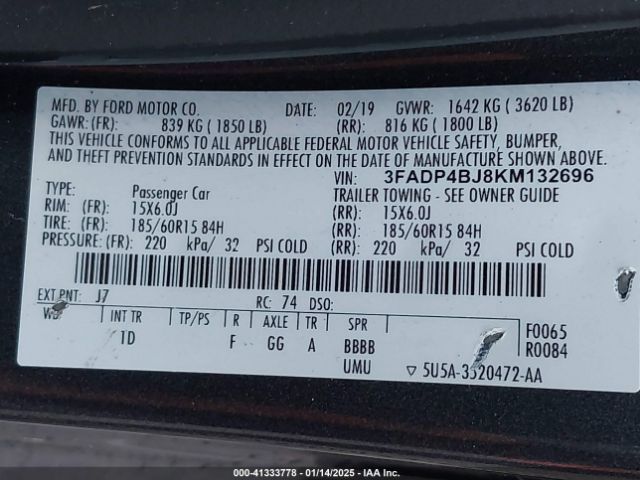 MFD. BY FORD MOTOR CO. DATE: 02/19 GVWR: 1642 KG ( 3620 LB)
GAWR: (FR): 839 KG ( 1850 LB) (RR): 816 KG ( 1800 LB)
THIS VEHICLE CONFORMS TO ALL APPLICABLE FEDERAL MOTOR VEHICLE SAFETY, BUMPER,
AND THEFT PREVENTION STANDARDS IN EFFECT ON THE DATE OF MANUFACTURE SHOWN ABOVE.
VIN: 3FADP4BJ8KM132696
TYPE: Passenger Car TRAILER TOWING - SEE OWNER GUIDE
RIM: (FR): 15X6.0J (RR): 15X6.0J
TIRE: (FR): 185/60R15 84H (RR): 185/60R15 84H
PRESSURE: (FR): 220 kPa/ 32 PSI COLD (RR): 220 kPa/ 32 PSI COLD
EXT PNT: J7 RC: 74 DSO:
INT TR TP/PS R AXLE TR SPR F0065
1D F GG A BBBB R0084
UMU ▽ 5U5A-3520472-AA
000-41333778 - 01/14/2025 - IAAI.CA